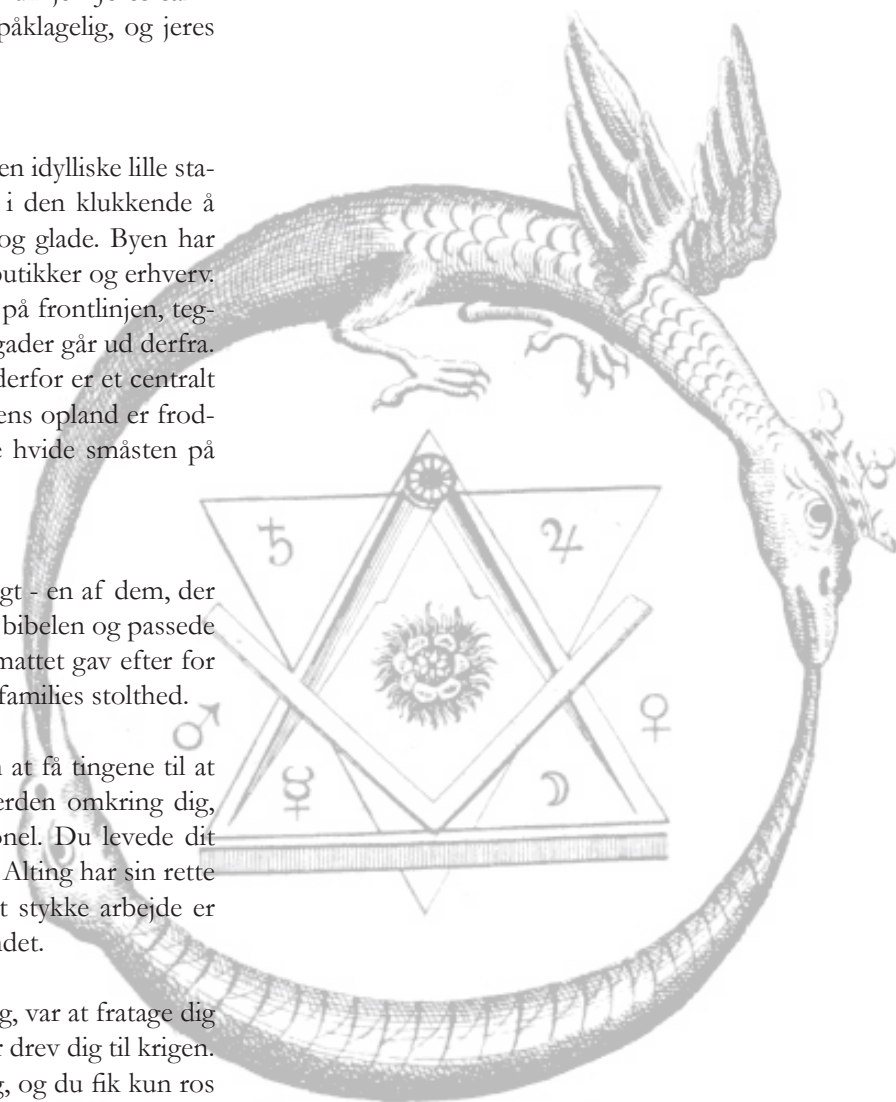 påklagelig, og jeres
en idylliske lille sta-
i den klukkende å
og glade. Byen har
butikker og erhverv.
på frontlinjen, teg-
gader går ud derfra.
derfor er et centralt
ens opland er frod-
e hvide småsten på
gt - en af dem, der
bibelen og passede
mattet gav efter for
families stolthed.
n at få tingene til at
erden omkring dig,
onel. Du levede dit
Alting har sin rette
t stykke arbejde er
ndet.
g, var at fratage dig
r drev dig til krigen.
g, og du fik kun ros